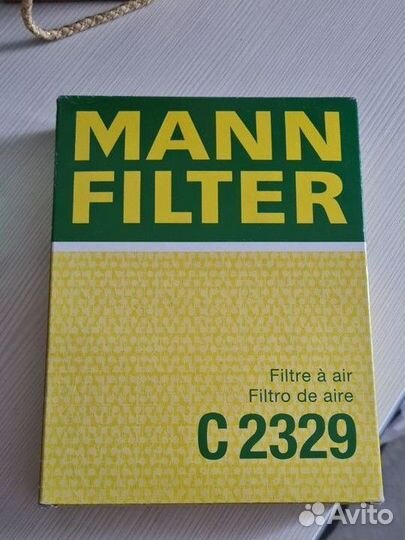 MANN
FILTER
Filtre à air
Filtro de aire
C 2329
Avito